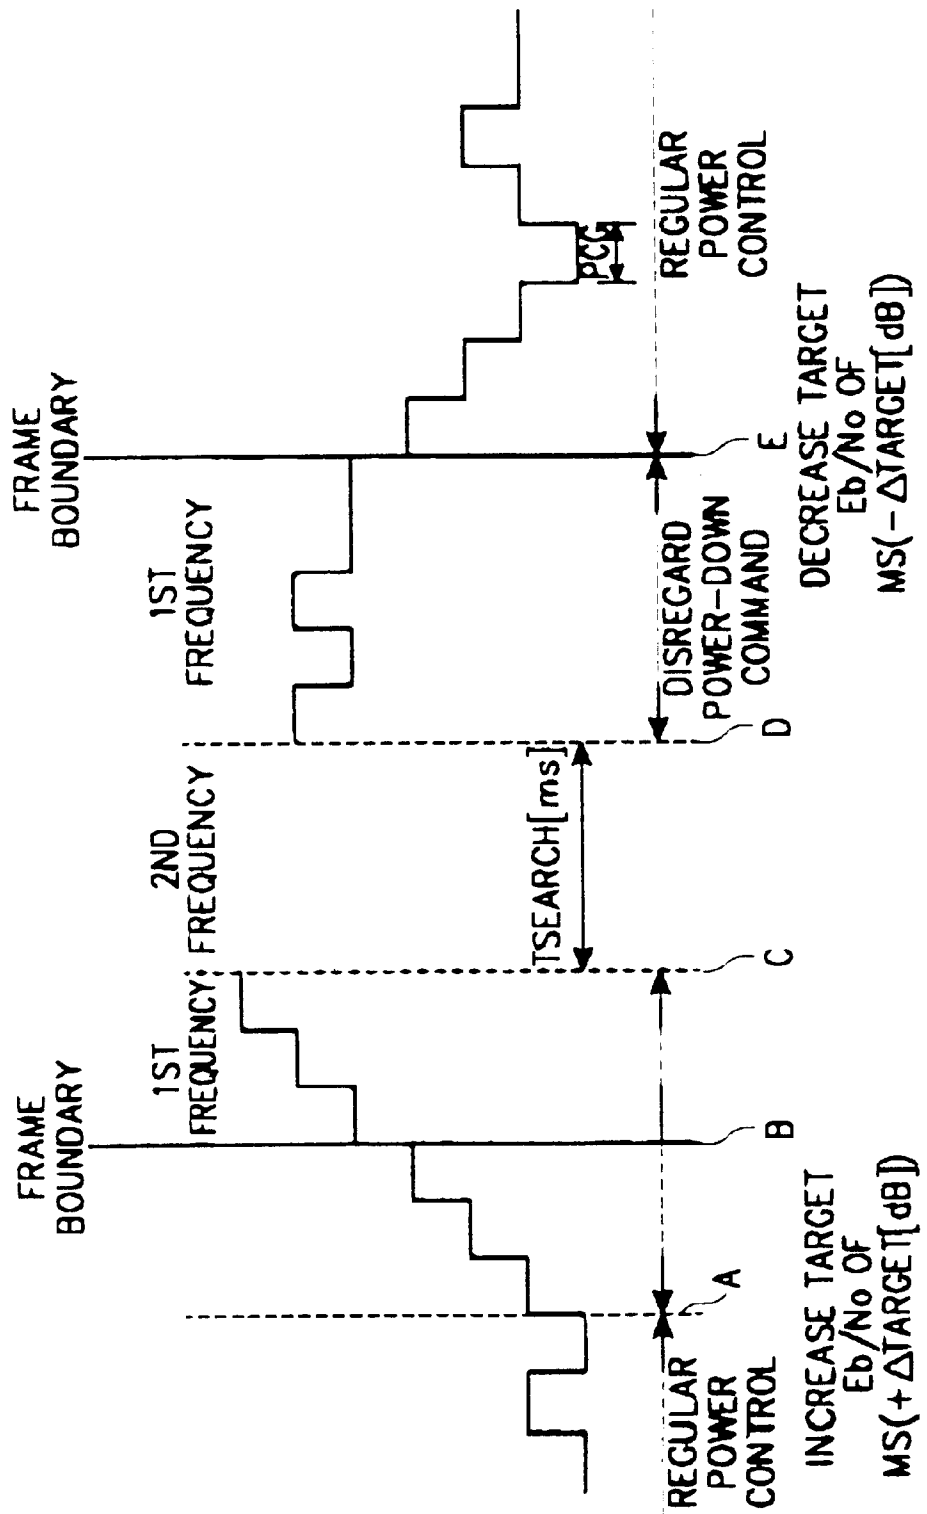 FRAME
BOUNDARY
1ST
FREQUENCY
2ND
FREQUENCY
1ST
FREQUENCY
FRAME
BOUNDARY
TSEARCH[ms]
PCG
REGULAR
POWER
CONTROL
A
B
C
D
DISREGARD
POWER-DOWN
COMMAND
E
REGULAR
POWER
CONTROL
INCREASE TARGET
Eb/No OF
MS(+ΔTARGET[dB])
DECREASE TARGET
Eb/No OF
MS(-ΔTARGET[dB])